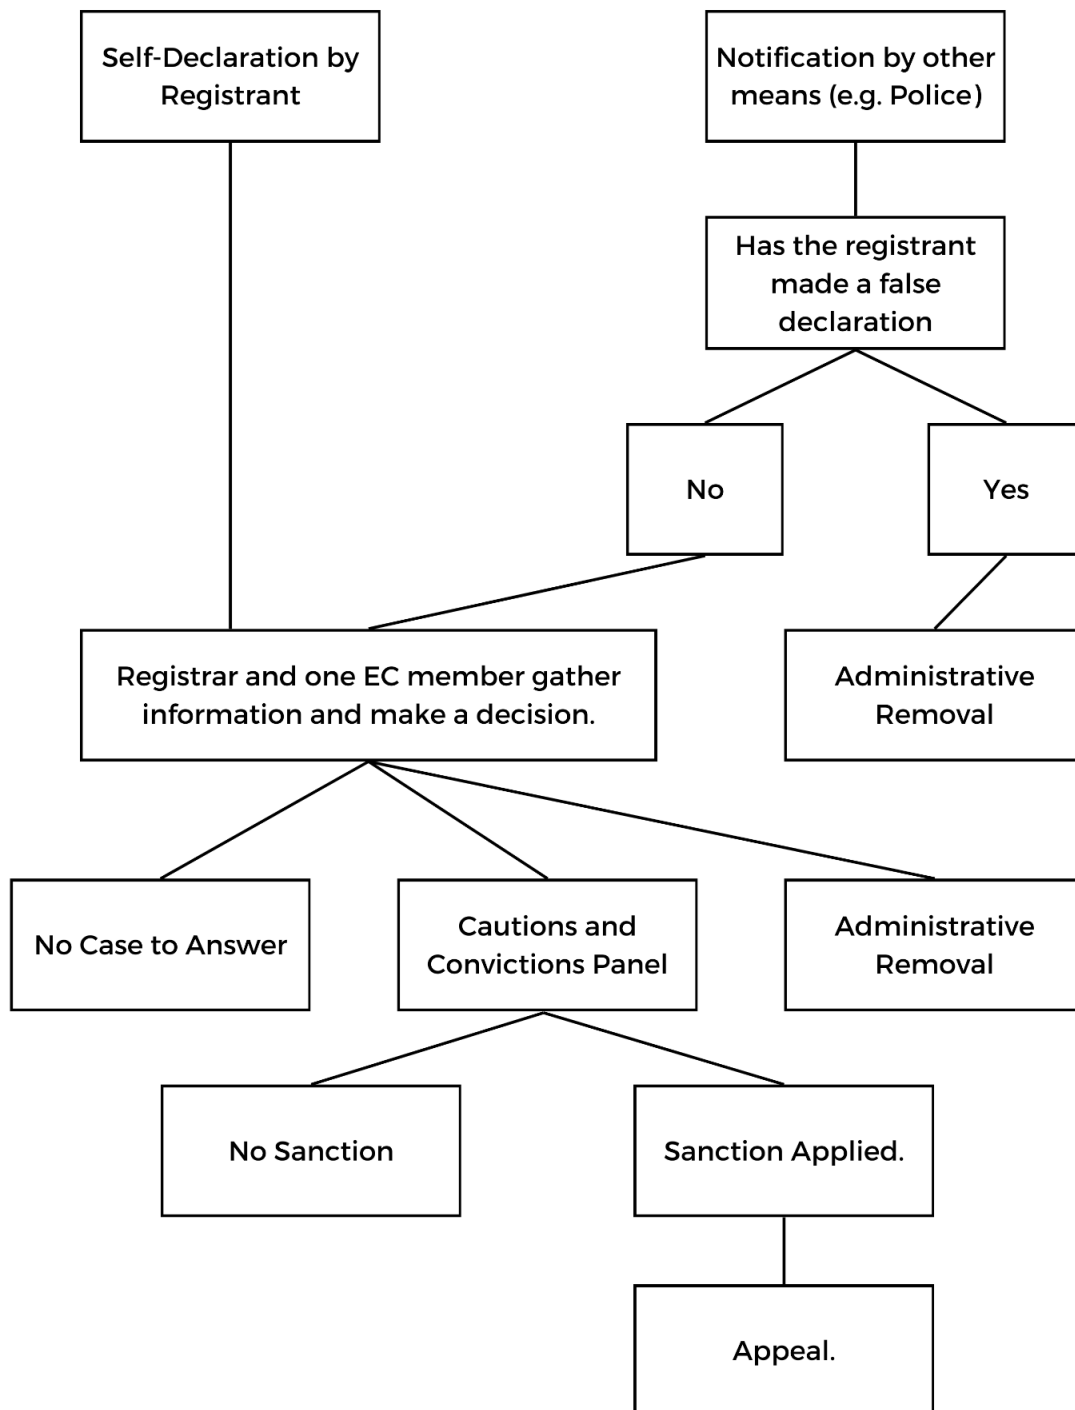 Self-Declaration by
Registrant
Notification by other
means (e.g. Police)
Has the registrant
made a false
declaration
No
Yes
Registrar and one EC member gather
information and make a decision.
Administrative
Removal
No Case to Answer
Cautions and
Convictions Panel
Administrative
Removal
No Sanction
Sanction Applied.
Appeal.